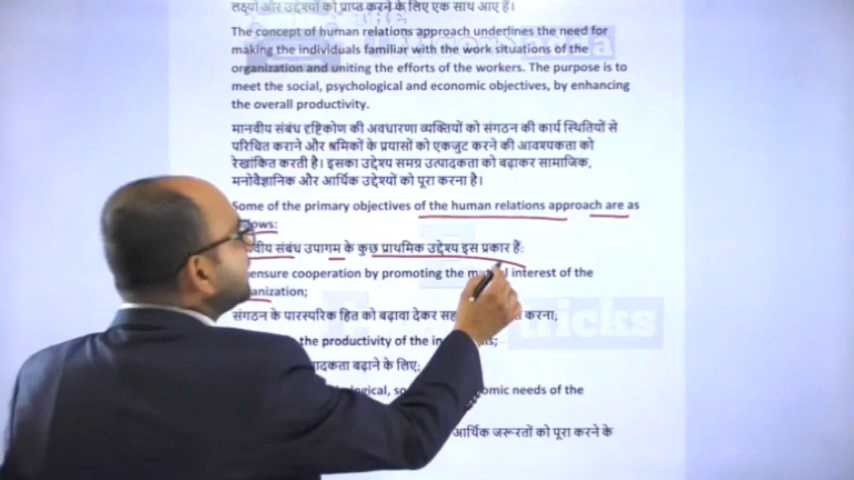 लक्ष्यों और उद्देश्यों को प्राप्त करने के लिए एक साथ आए हैं।
The concept of human relations approach underlines the need for
making the individuals familiar with the work situations of the
organization and uniting the efforts of the workers. The purpose is to
meet the social, psychological and economic objectives, by enhancing
the overall productivity.
मानवीय संबंध दृष्टिकोण की अवधारणा व्यक्तियों को संगठन की कार्य स्थितियों से
परिचित कराने और श्रमिकों के प्रयासों को एकजुट करने की आवश्यकता को
रेखांकित करती है। इसका उद्देश्य समग्र उत्पादकता को बढ़ाकर सामाजिक,
मनोवैज्ञानिक और आर्थिक उद्देश्यों को पूरा करना है।
Some of the primary objectives of the human relations approach are as
संबंध उपागम के कुछ प्राथमिक उद्देश्य इस प्रकार हैं:
ensure cooperation by promoting the interest of the
संगठन के पारस्परिक हित को बढ़ावा देकर करना;
the productivity of the
बढ़ाने के लिए;
needs of the
आर्थिक जरूरतों को पूरा करने के